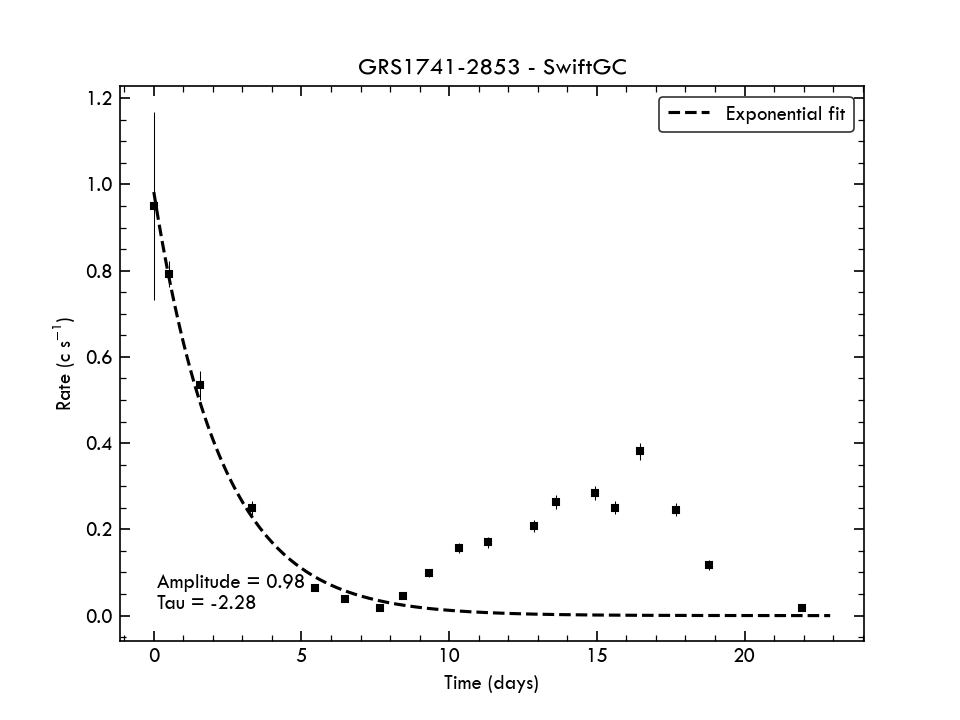 GRS1741-2853 - SwiftGC
Exponential fit
1.2
1.0
0.8
0.6
0.4
0.2
0.0
Rate (c s⁻¹)
Amplitude = 0.98
Tau = -2.28
0 5 10 15 20
Time (days)